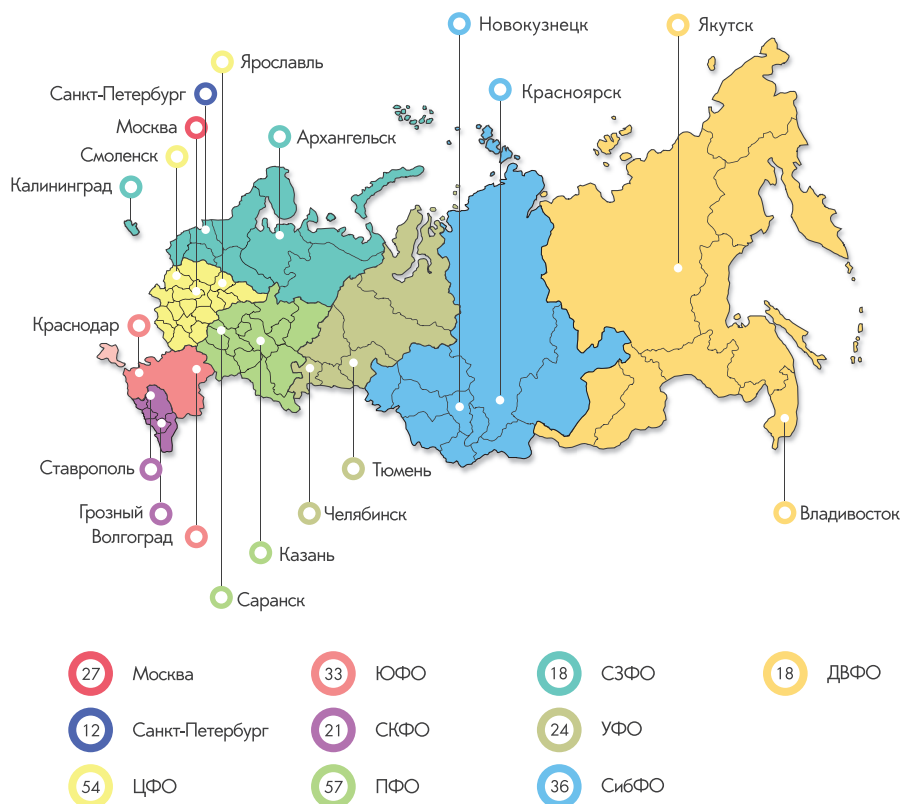 Новокузнецк
Якутск
Ярославль
Санкт-Петербург
Красноярск
Москва
Архангельск
Смоленск
Калининград
Краснодар
Ставрополь
Тюмень
Грозный
Челябинск
Владивосток
Волгоград
Казань
Саранск
27 Москва
33 ЮФО
18 СЗФО
18 ДВФО
12 Санкт-Петербург
21 СКФО
24 УФО
54 ЦФО
57 ПФО
36 СибФО